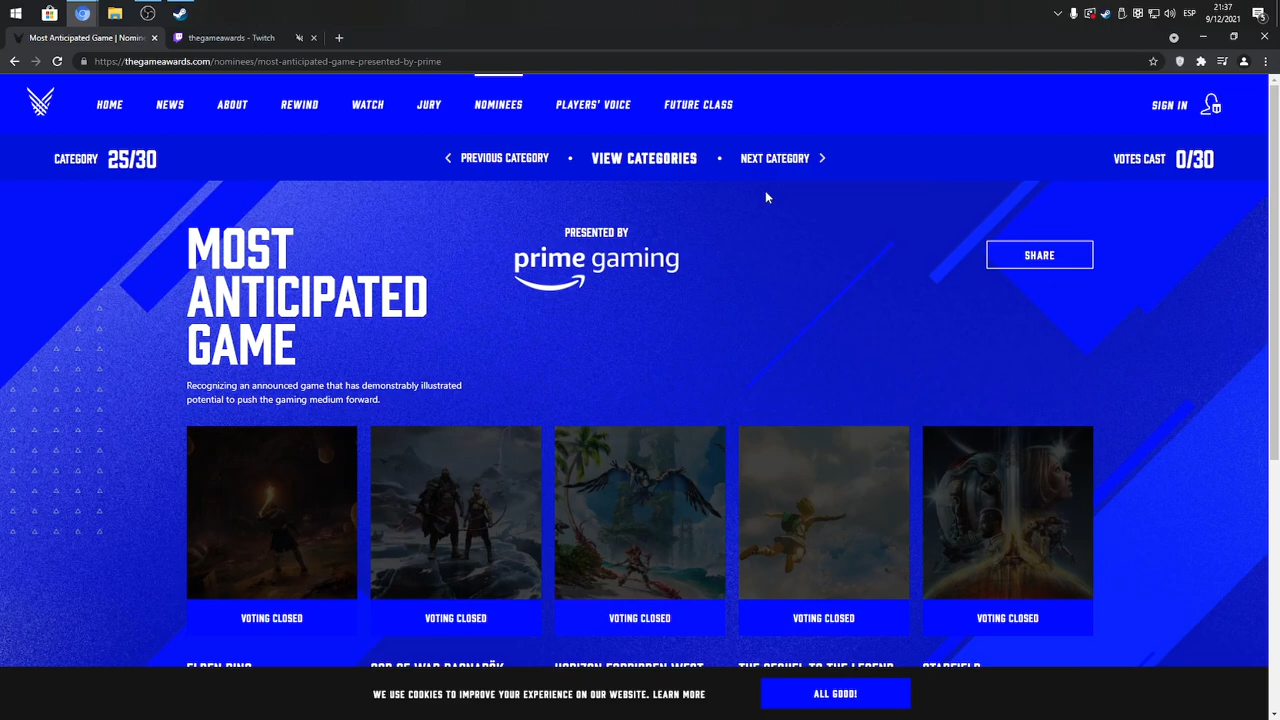 21:37
ESP
9/12/2021
Most Anticipated Game | Nomin
thegameawards - Twitch
https://thegameawards.com/nominees/most-anticipated-game-presented-by-prime
HOME NEWS ABOUT REWIND WATCH JURY NOMINEES PLAYERS' VOICE FUTURE CLASS SIGN IN
CATEGORY 25/30 PREVIOUS CATEGORY • VIEW CATEGORIES • NEXT CATEGORY VOTES CAST 0/30
MOST
ANTICIPATED
GAME
PRESENTED BY
prime gaming
SHARE
Recognizing an announced game that has demonstrably illustrated
potential to push the gaming medium forward.
VOTING CLOSED VOTING CLOSED VOTING CLOSED VOTING CLOSED VOTING CLOSED
ELDEN RING GOD OF WAR RAGNARÖK HORIZON FORBIDDEN WEST THE SEQUEL TO THE LEGEND STARFIELD
WE USE COOKIES TO IMPROVE YOUR EXPERIENCE ON OUR WEBSITE. LEARN MORE ALL GOOD!